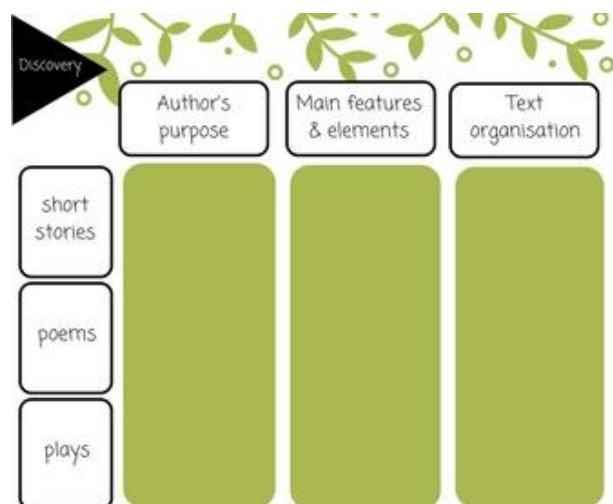 Discovery
Author's
purpose
Main features
& elements
Text
organisation
short
stories
poems
plays